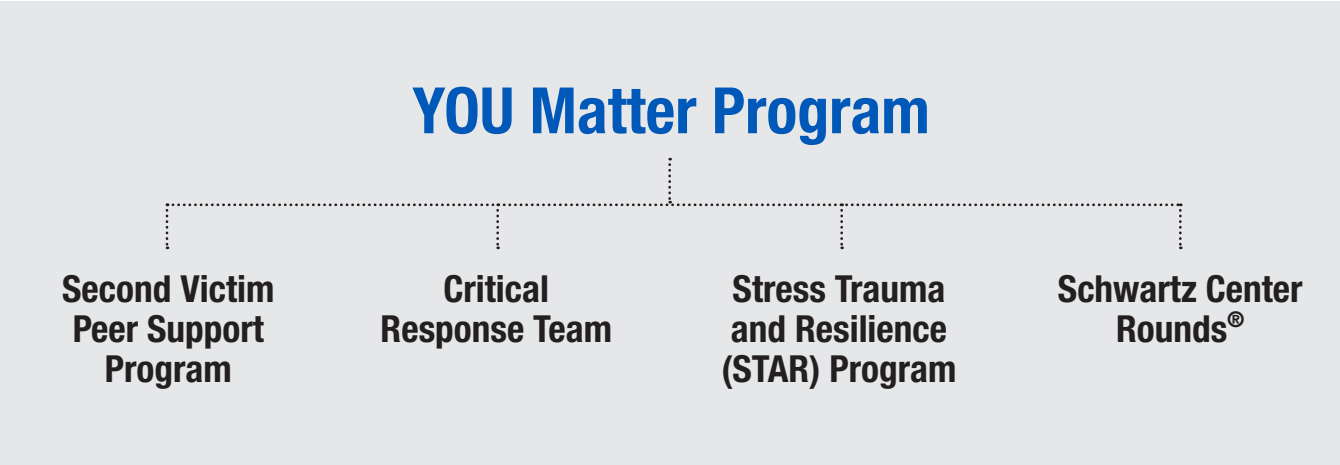 YOU Matter Program
Second Victim
Peer Support
Program
Critical
Response Team
Stress Trauma
and Resilience
(STAR) Program
Schwartz Center
Rounds®